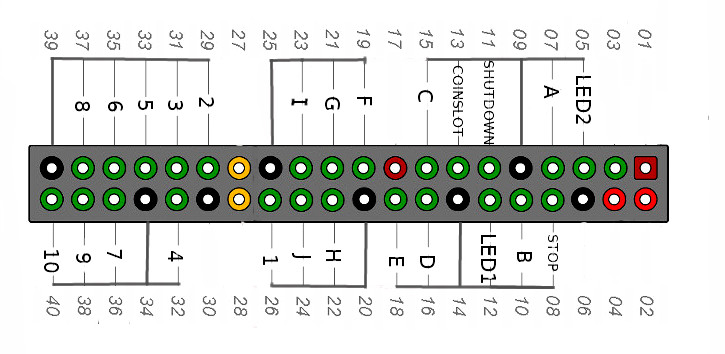 39 37 35 33 31 29 27 25 23 21 19 17 15 13 11 09 07 05 03 01
8 6 5 3 2 I G F C COINSLOT SHUTDOWN A LED2
10 9 7 4 1 J H E D LED1 B STOP
40 38 36 34 32 28 26 24 22 20 18 16 14 12 10 08 06 04 02